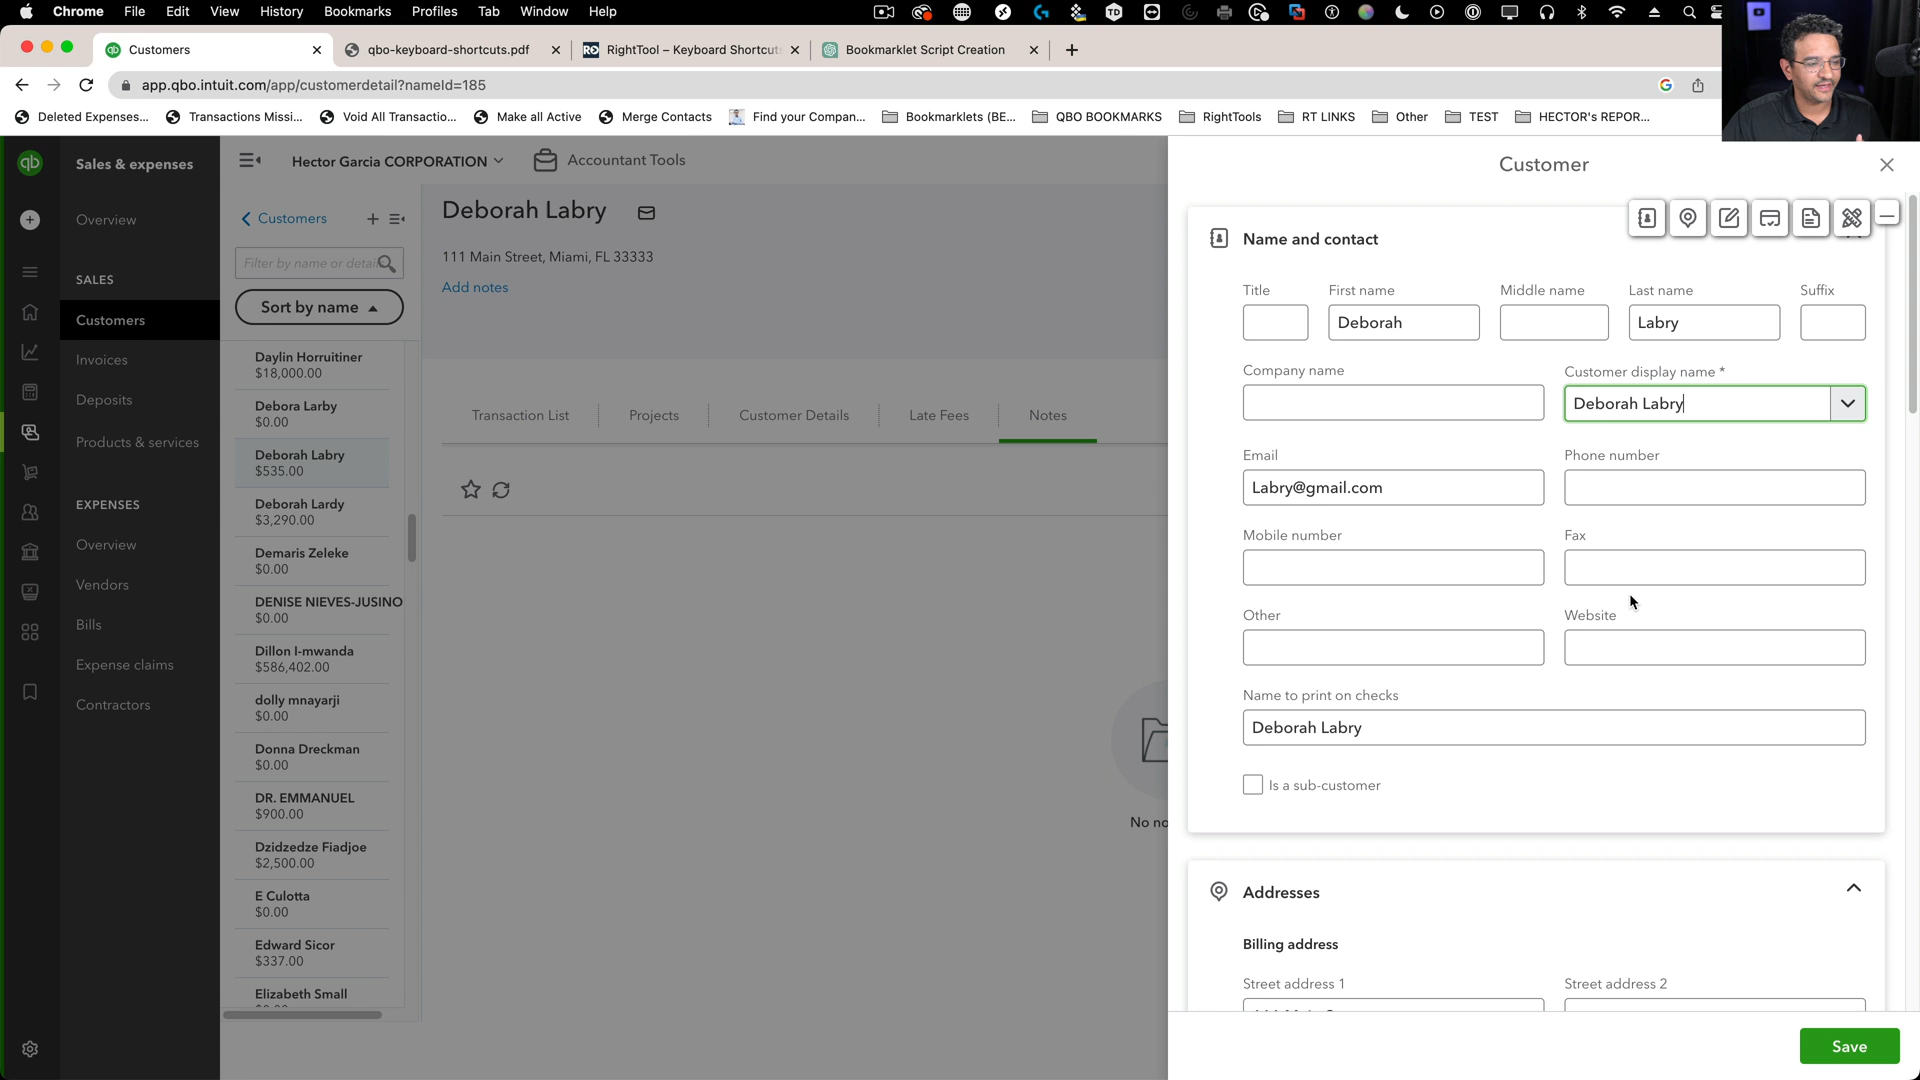 Chrome File Edit View History Bookmarks Profiles Tab Window Help
Customers qbo-keyboard-shortcuts.pdf RightTool – Keyboard Shortcut Bookmarklet Script Creation
app.qbo.intuit.com/app/customerdetail?nameId=185
Deleted Expenses... Transactions Missi... Void All Transactio... Make all Active Merge Contacts Find your Compan... Bookmarklets (BE... QBO BOOKMARKS RightTools RT LINKS Other TEST HECTOR's REPOR...
qb Sales & expenses
Overview
SALES
Customers
Invoices
Deposits
Products & services
EXPENSES
Overview
Vendors
Bills
Expense claims
Contractors
Hector Garcia CORPORATION Accountant Tools
Customers
Filter by name or detail
Sort by name
Daylin Horruitiner
$18,000.00
Debora Larby
$0.00
Deborah Labry
$535.00
Deborah Lardy
$3,290.00
Demaris Zeleke
$0.00
DENISE NIEVES-JUSINO
$0.00
Dillon I-mwanda
$586,402.00
dolly mnayarji
$0.00
Donna Dreckman
$0.00
DR. EMMANUEL
$900.00
Dzidzedze Fiadjoe
$2,500.00
E Culotta
$0.00
Edward Sicor
$337.00
Elizabeth Small
Deborah Labry
111 Main Street, Miami, FL 33333
Add notes
Transaction List Projects Customer Details Late Fees Notes
No no
Customer
Name and contact
Title First name Middle name Last name Suffix
Deborah Labry
Company name Customer display name *
Deborah Labry
Email Phone number
Labry@gmail.com
Mobile number Fax
Other Website
Name to print on checks
Deborah Labry
Is a sub-customer
Addresses
Billing address
Street address 1 Street address 2
Save